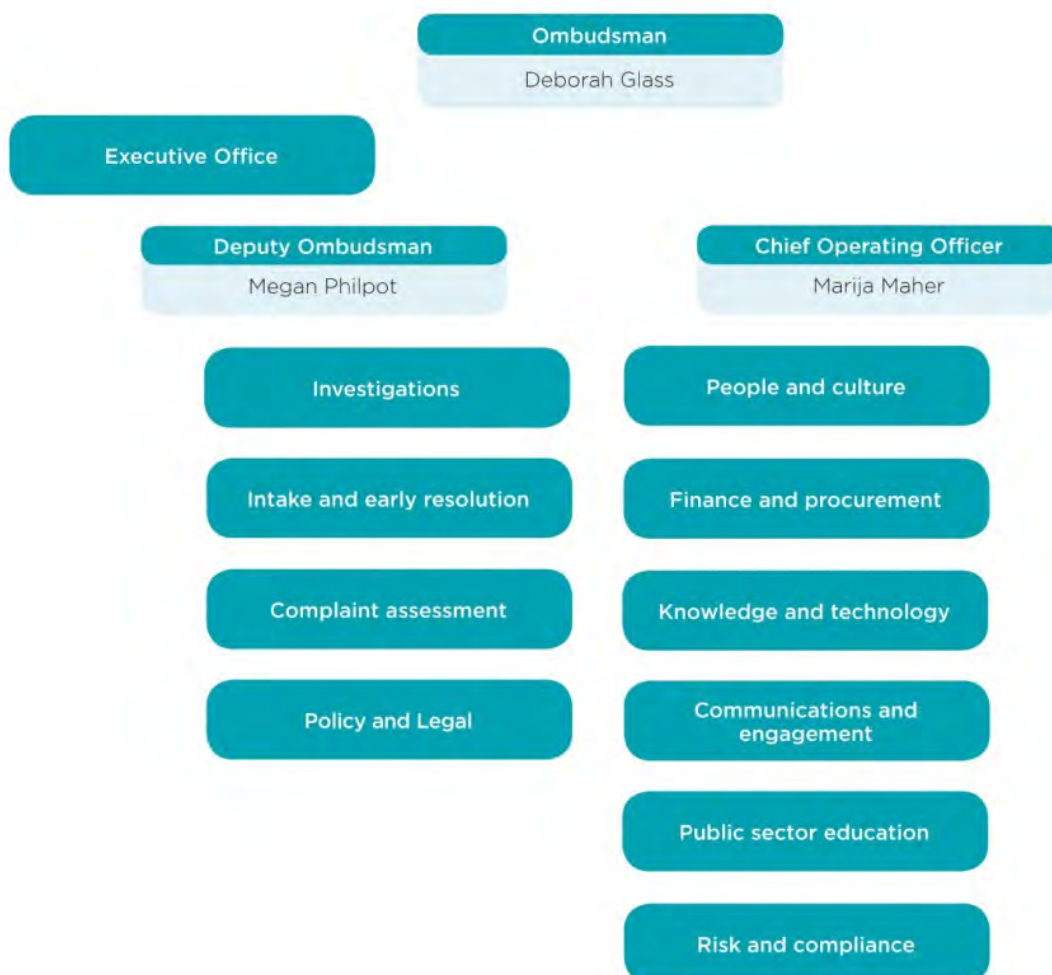 Ombudsman
Deborah Glass
Executive Office
Deputy Ombudsman
Megan Philpot
Chief Operating Officer
Marija Maher
Investigations
Intake and early resolution
Complaint assessment
Policy and Legal
People and culture
Finance and procurement
Knowledge and technology
Communications and
engagement
Public sector education
Risk and compliance